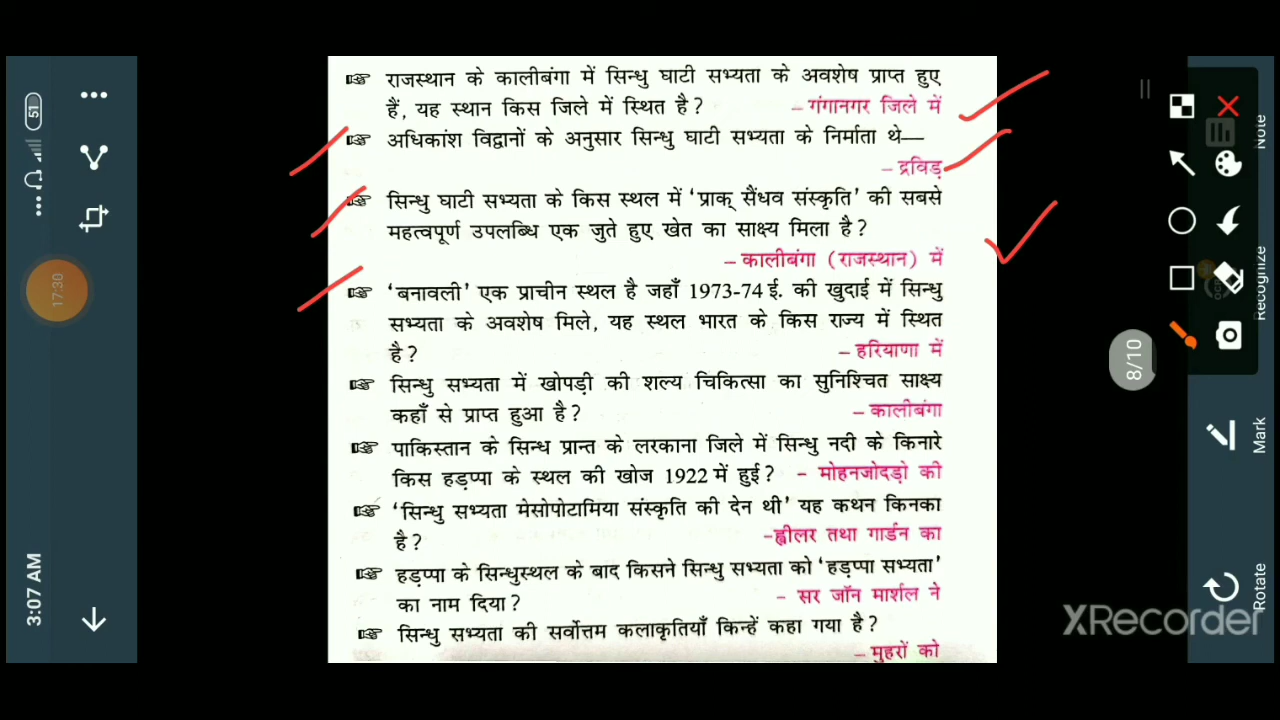 ☞ राजस्थान के कालीबंगा में सिन्धु घाटी सभ्यता के अवशेष प्राप्त हुए
हैं, यह स्थान किस जिले में स्थित है? – गंगानगर जिले में
☞ अधिकांश विद्वानों के अनुसार सिन्धु घाटी सभ्यता के निर्माता थे—
– द्रविड़
☞ सिन्धु घाटी सभ्यता के किस स्थल में ‘प्राक् सैंधव संस्कृति’ की सबसे
महत्वपूर्ण उपलब्धि एक जुते हुए खेत का साक्ष्य मिला है?
– कालीबंगा (राजस्थान) में
☞ ‘बनावली’ एक प्राचीन स्थल है जहाँ 1973-74 ई. की खुदाई में सिन्धु
सभ्यता के अवशेष मिले, यह स्थल भारत के किस राज्य में स्थित
है? – हरियाणा में
☞ सिन्धु सभ्यता में खोपड़ी की शल्य चिकित्सा का सुनिश्चित साक्ष्य
कहाँ से प्राप्त हुआ है? – कालीबंगा
☞ पाकिस्तान के सिन्ध प्रान्त के लरकाना जिले में सिन्धु नदी के किनारे
किस हड़प्पा के स्थल की खोज 1922 में हुई? – मोहनजोदड़ो की
☞ ‘सिन्धु सभ्यता मेसोपोटामिया संस्कृति की देन थी’ यह कथन किनका
है? –ह्वीलर तथा गार्डन का
☞ हड़प्पा के सिन्धुस्थल के बाद किसने सिन्धु सभ्यता को ‘हड़प्पा सभ्यता’
का नाम दिया? – सर जॉन मार्शल ने
☞ सिन्धु सभ्यता की सर्वोत्तम कलाकृतियाँ किन्हें कहा गया है?
– मुहरों को
51
17:30
3:07 AM
8/10
Note
Recognize
Mark
Rotate
XRecorder